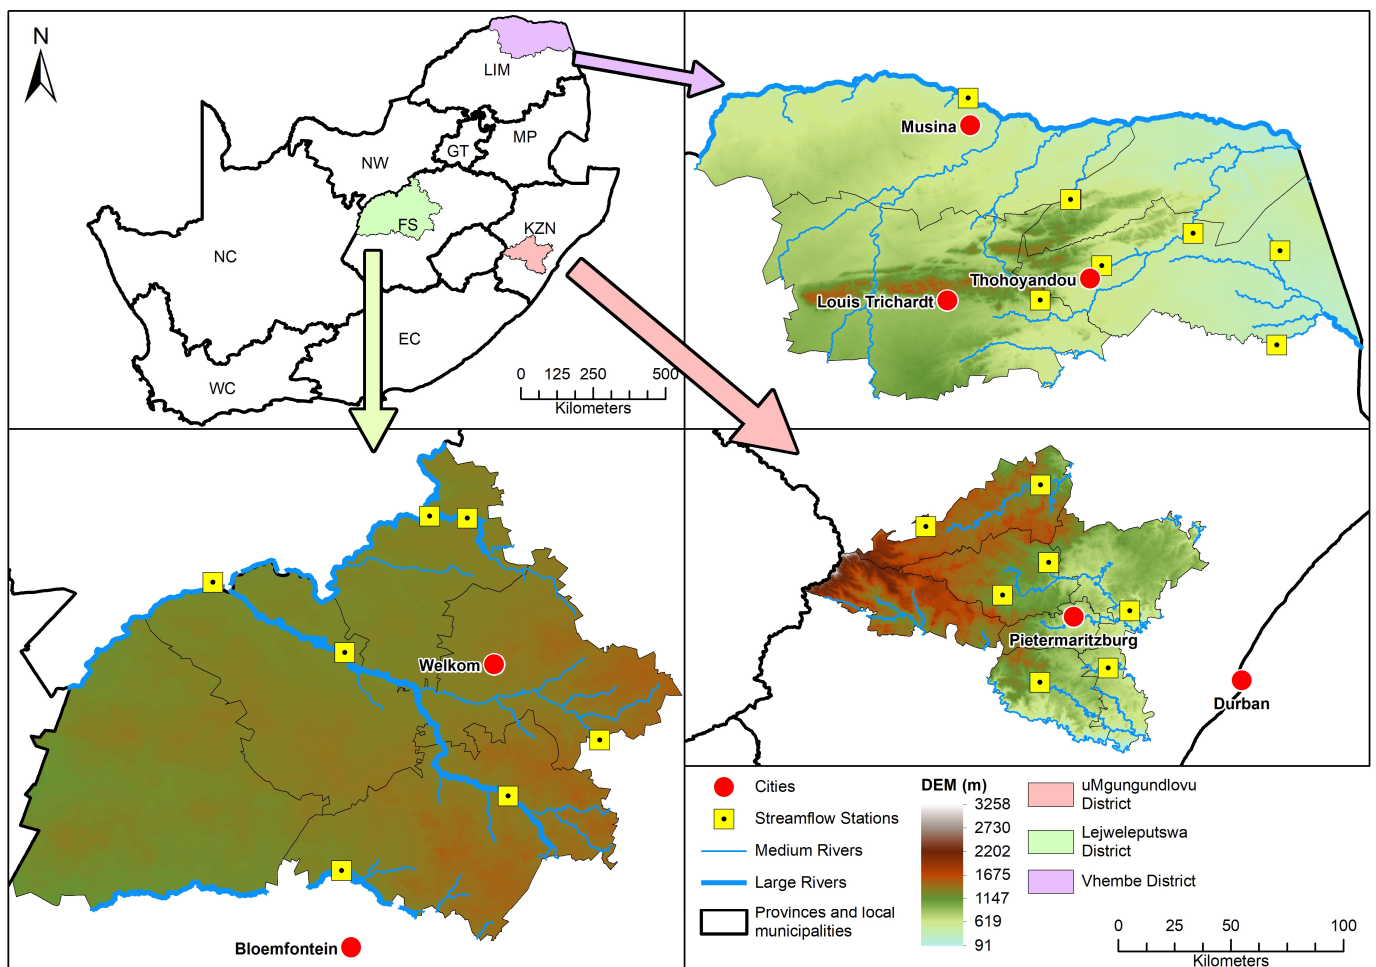 N
LIM
MP
GT
NW
FS
KZN
NC
EC
WC
0 125 250 500
Kilometers
Musina
Thohoyandou
Louis Trichardt
Welkom
Bloemfontein
Pietermaritzburg
Durban
Cities
Streamflow Stations
Medium Rivers
Large Rivers
Provinces and local
municipalities
DEM (m)
3258
2730
2202
1675
1147
619
91
uMgungundlovu
District
Lejweleputswa
District
Vhembe District
0 25 50 100
Kilometers